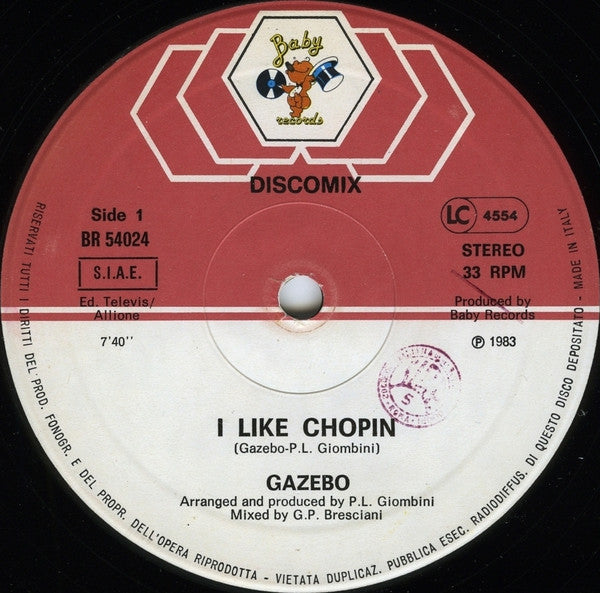 Baby
records
DISCOMIX
Side 1
BR 54024
S.I.A.E.
Ed. Televis/
Allione
7'40"
LC 4554
STEREO
33 RPM
Produced by
Baby Records
℗ 1983
I LIKE CHOPIN
(Gazebo-P.L. Giombini)
GAZEBO
Arranged and produced by P.L. Giombini
Mixed by G.P. Bresciani
RISERVATI TUTTI I DIRITTI DEL PROD. FONOGR. E DEL PROPR. DELL'OPERA RIPRODOTTA - VIETATA DUPLICAZ. PUBBLICA ESEC. RADIODIFFUS. DI QUESTO DISCO DEPOSITATO - MADE IN ITALY